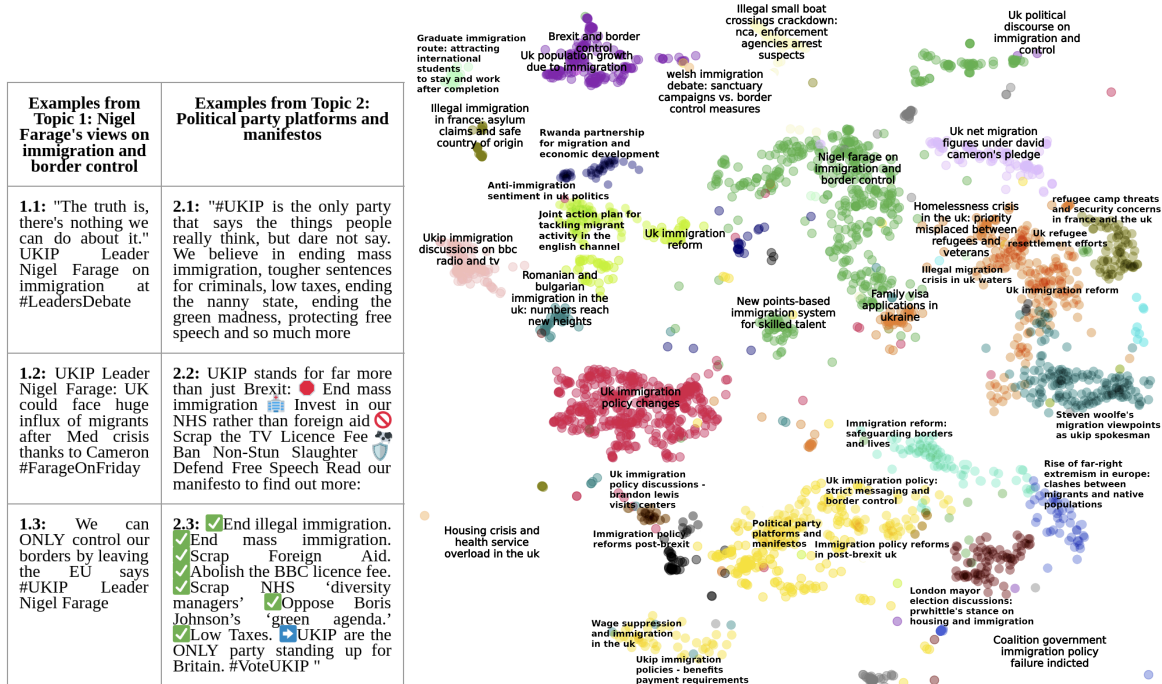 Examples from
Topic 1: Nigel
Farage's views on
immigration and
border control
Examples from Topic 2:
Political party platforms and
manifestos
1.1: "The truth is,
there's nothing we
can do about it."
UKIP Leader
Nigel Farage on
immigration at
#LeadersDebate
2.1: "#UKIP is the only party
that says the things people
really think, but dare not say.
We believe in ending mass
immigration, tougher sentences
for criminals, low taxes, ending
the nanny state, ending the
green madness, protecting free
speech and so much more
1.2: UKIP Leader
Nigel Farage: UK
could face huge
influx of migrants
after Med crisis
thanks to Cameron
#FarageOnFriday
2.2: UKIP stands for far more
than just Brexit: 🛑 End mass
immigration 🏥 Invest in our
NHS rather than foreign aid 🚫
Scrap the TV Licence Fee 🐄
Ban Non-Stun Slaughter 🛡️
Defend Free Speech Read our
manifesto to find out more:
1.3: We can
ONLY control our
borders by leaving
the EU says
#UKIP Leader
Nigel Farage
2.3: ✅End illegal immigration.
✅End mass immigration.
✅Scrap Foreign Aid.
✅Abolish the BBC licence fee.
✅Scrap NHS ‘diversity
managers’ ✅Oppose Boris
Johnson’s ‘green agenda.’
✅Low Taxes. ➡️UKIP are the
ONLY party standing up for
Britain. #VoteUKIP "
Graduate immigration
route: attracting
international
students
to stay and work
after completion
Brexit and border
control
Uk population growth
due to immigration
Illegal small boat
crossings crackdown:
nca, enforcement
agencies arrest
suspects
Uk political
discourse on
immigration and
control
welsh immigration
debate: sanctuary
campaigns vs. border
control measures
Illegal immigration
in france: asylum
claims and safe
country of origin
Rwanda partnership
for migration and
economic development
Nigel farage on
immigration and
border control
Uk net migration
figures under david
cameron's pledge
Anti-immigration
sentiment in uk politics
Joint action plan for
tackling migrant
activity in the
english channel
Uk immigration
reform
Homelessness crisis
in the uk: priority
misplaced between
refugees and
veterans
refugee camp threats
and security concerns
in france and the uk
Uk refugee
resettlement efforts
Ukip immigration
discussions on bbc
radio and tv
Illegal migration
crisis in uk waters
Uk immigration reform
Romanian and
bulgarian
immigration in the
uk: numbers reach
new heights
New points-based
immigration system
for skilled talent
Family visa
applications in
ukraine
Uk immigration
policy changes
Steven woolfe's
migration viewpoints
as ukip spokesman
Immigration reform:
safeguarding borders
and lives
Uk immigration
policy discussions -
brandon lewis
visits centers
Uk immigration policy:
strict messaging and
border control
Rise of far-right
extremism in europe:
clashes between
migrants and native
populations
Housing crisis and
health service
overload in the uk
Immigration policy
reforms post-brexit
Political party
platforms and
manifestos
Immigration policy reforms
in post-brexit uk
London mayor
election discussions:
prwhittle's stance on
housing and immigration
Wage suppression
and immigration
in the uk
Ukip immigration
policies - benefits
payment requirements
Coalition government
immigration policy
failure indicted